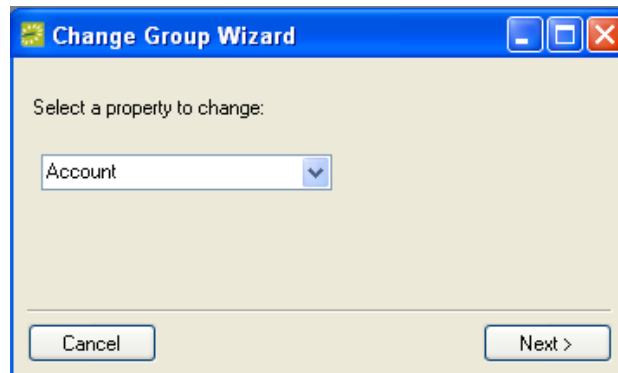 Change Group Wizard
Select a property to change:
Account
Cancel
Next >